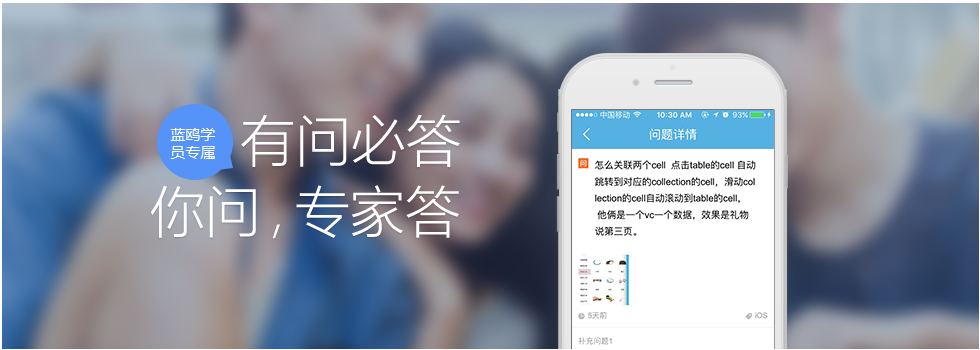 蓝鸥学
员专属
有问必答
你问，专家答
中国移动
10:30 AM
93%
问题详情
问
怎么关联两个cell 点击table的cell 自动
跳转到对应的collection的cell，滑动col
lection的cell自动滚动到table的cell，
他俩是一个vc一个数据，效果是礼物
说第三页。
5天前
iOS
补充问题1